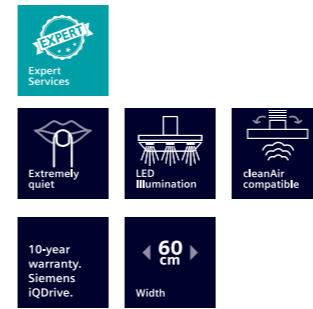 EXPERT
Expert
Services
Extremely
quiet
LED
Illumination
cleanAir
compatible
10-year
warranty.
Siemens
iQDrive.
60
cm
Width